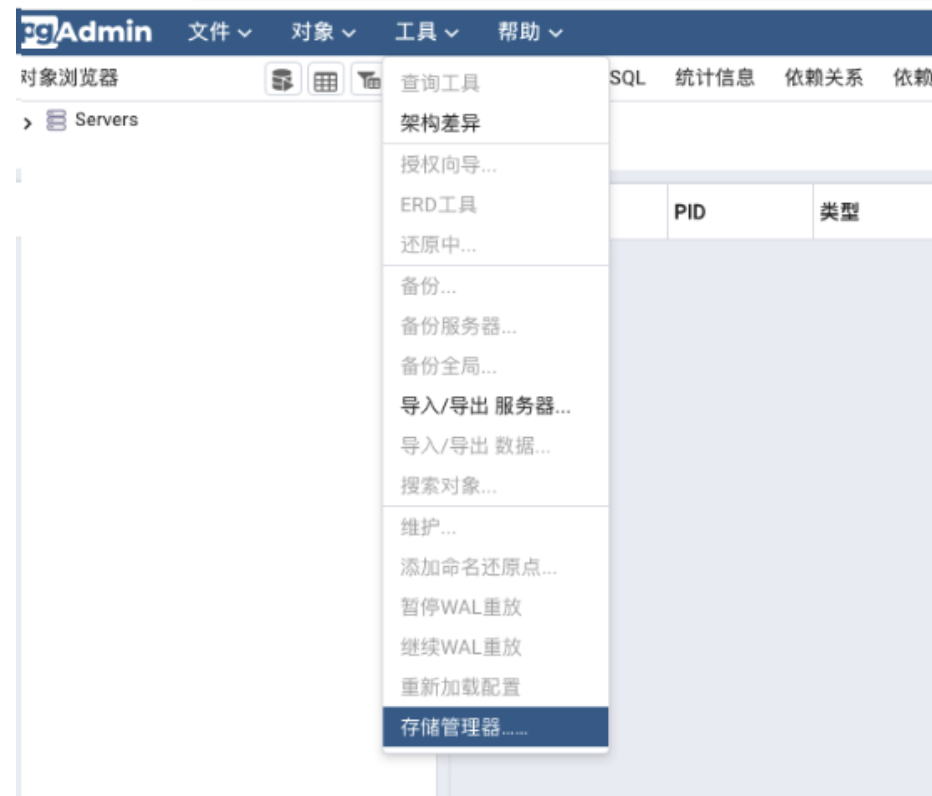 pgAdmin 文件 对象 工具 帮助
对象浏览器
SQL 统计信息 依赖关系 依赖
Servers
PID 类型
查询工具
架构差异
授权向导...
ERD工具
还原中...
备份...
备份服务器...
备份全局...
导入/导出 服务器...
导入/导出 数据...
搜索对象...
维护...
添加命名还原点...
暂停WAL重放
继续WAL重放
重新加载配置
存储管理器......